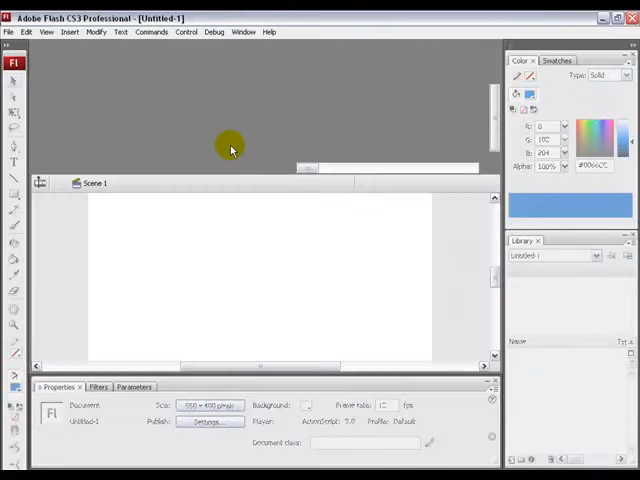 Adobe Flash CS3 Professional - [Untitled-1]
File Edit View Insert Modify Text Commands Control Debug Window Help
Fl
Color Swatches
Type: Solid
R: 0
G: 102
B: 204
Alpha: 100% #0066CC
Scene 1
Library
Untitled-1
Name
Properties Filters Parameters
Fl
Document Size: 550 x 400 pixels Background: Frame rate: 12 fps
Untitled-1 Publish: Settings... Player: ActionScript: 3.0 Profile: Default
Document class: